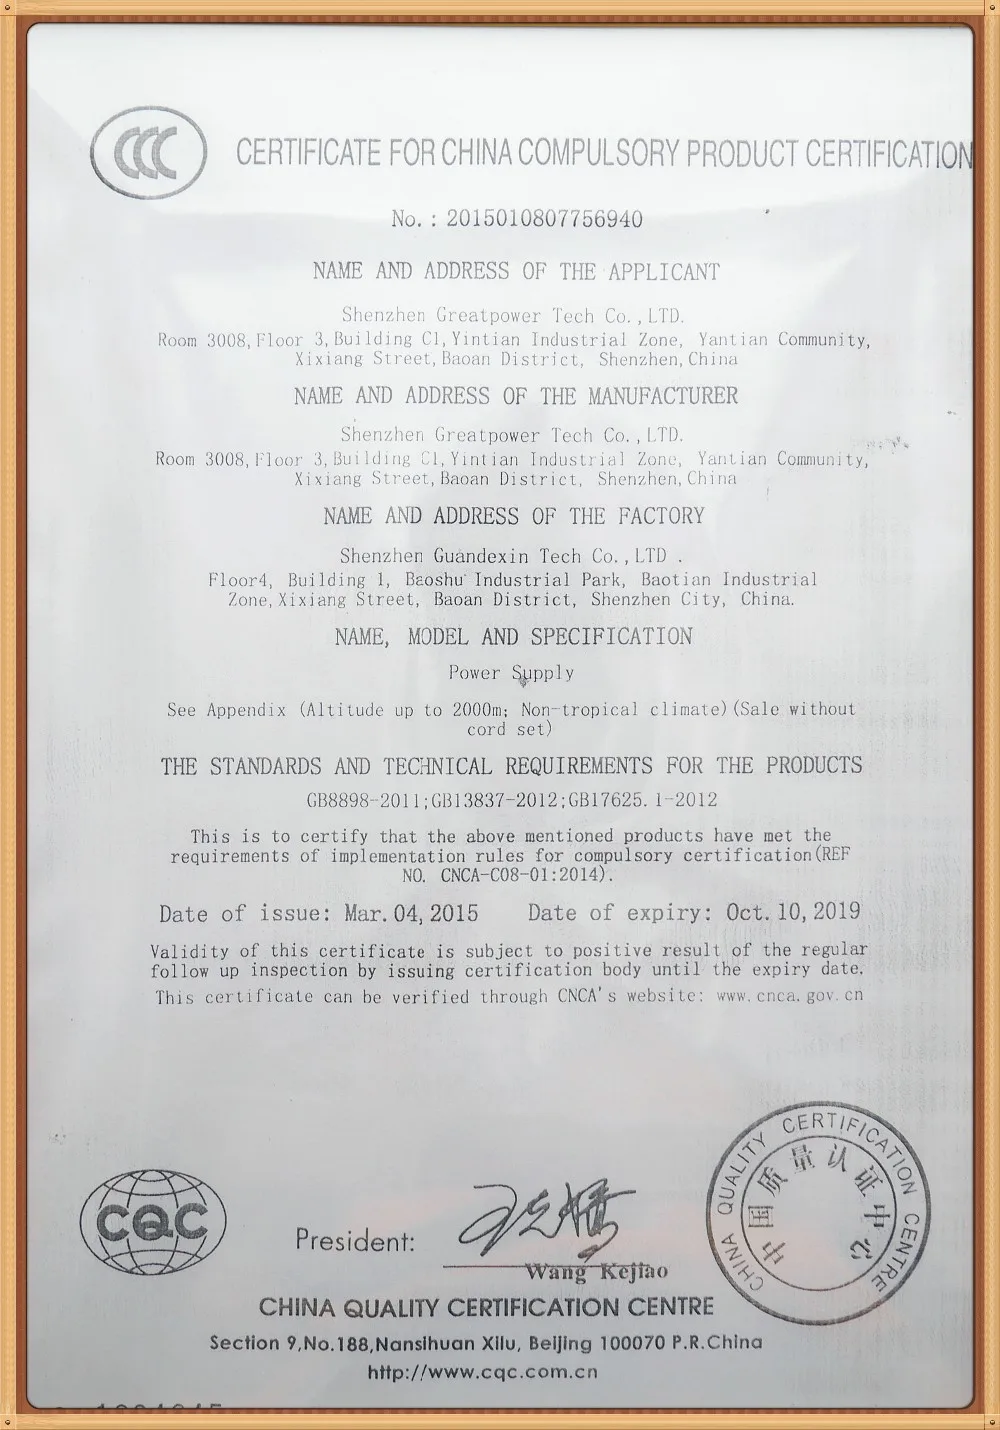 CERTIFICATE FOR CHINA COMPULSORY PRODUCT CERTIFICATION
No. : 2015010807756940
NAME AND ADDRESS OF THE APPLICANT
Shenzhen Greatpower Tech Co.,LTD.
Room 3008,Floor 3,Building C1,Yintian Industrial Zone, Yantian Community,
Xixiang Street,Baoan District, Shenzhen,China
NAME AND ADDRESS OF THE MANUFACTURER
Shenzhen Greatpower Tech Co.,LTD.
Room 3008,Floor 3,Building C1,Yintian Industrial Zone, Yantian Community,
Xixiang Street,Baoan District, Shenzhen,China
NAME AND ADDRESS OF THE FACTORY
Shenzhen Guandexin Tech Co.,LTD .
Floor4, Building 1, Baoshu Industrial Park, Baotian Industrial
Zone,Xixiang Street, Baoan District, Shenzhen City, China.
NAME, MODEL AND SPECIFICATION
Power Supply
See Appendix (Altitude up to 2000m; Non-tropical climate)(Sale without
cord set)
THE STANDARDS AND TECHNICAL REQUIREMENTS FOR THE PRODUCTS
GB8898-2011;GB13837-2012;GB17625.1-2012
This is to certify that the above mentioned products have met the
requirements of implementation rules for compulsory certification(REF
NO. CNCA-C08-01:2014).
Date of issue: Mar.04,2015 Date of expiry: Oct.10,2019
Validity of this certificate is subject to positive result of the regular
follow up inspection by issuing certification body until the expiry date.
This certificate can be verified through CNCA's website: www.cnca.gov.cn
CQC
President:
Wang Kejiao
CHINA QUALITY CERTIFICATION CENTRE
中国质量认证中心
CHINA QUALITY CERTIFICATION CENTRE
Section 9,No.188,Nansihuan Xilu, Beijing 100070 P.R.China
http://www.cqc.com.cn